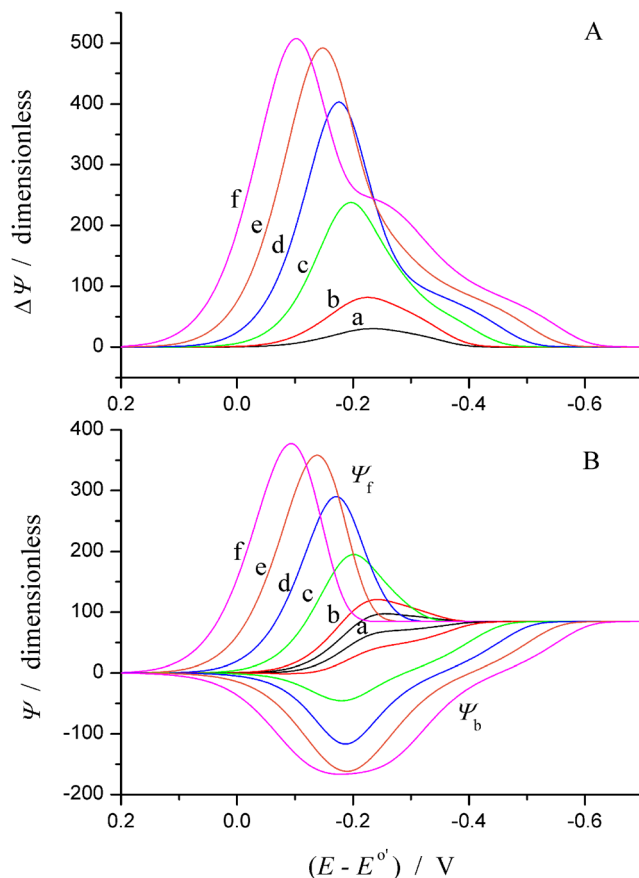 A
500
400
300
200
100
0
ΔΨ / dimensionless
f
e
d
c
b
a
0.2
0.0
-0.2
-0.4
-0.6
B
400
300
200
100
0
-100
-200
Ψ / dimensionless
Ψf
f
e
d
c
b
a
Ψb
0.2
0.0
-0.2
-0.4
-0.6
(E - E°') / V